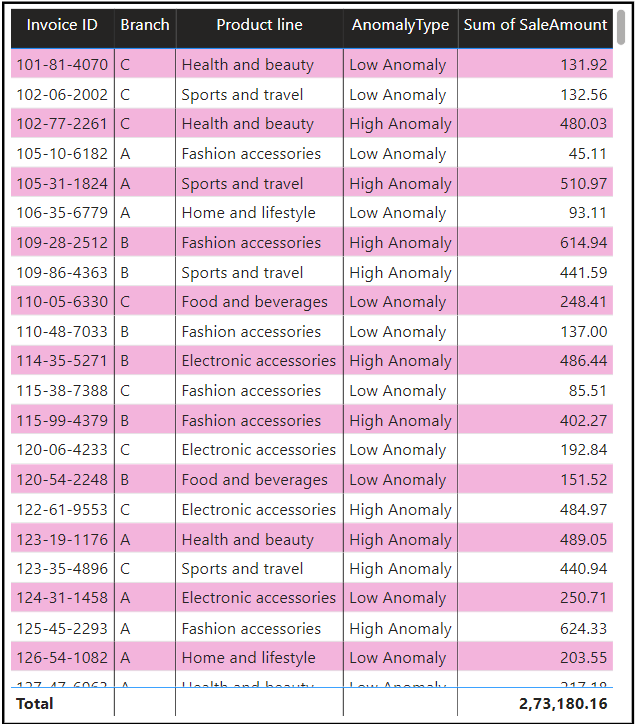 Invoice ID Branch Product line AnomalyType Sum of SaleAmount
101-81-4070 C Health and beauty Low Anomaly 131.92
102-06-2002 C Sports and travel Low Anomaly 132.56
102-77-2261 C Health and beauty High Anomaly 480.03
105-10-6182 A Fashion accessories Low Anomaly 45.11
105-31-1824 A Sports and travel High Anomaly 510.97
106-35-6779 A Home and lifestyle Low Anomaly 93.11
109-28-2512 B Fashion accessories High Anomaly 614.94
109-86-4363 B Sports and travel High Anomaly 441.59
110-05-6330 C Food and beverages Low Anomaly 248.41
110-48-7033 B Fashion accessories Low Anomaly 137.00
114-35-5271 B Electronic accessories High Anomaly 486.44
115-38-7388 C Fashion accessories Low Anomaly 85.51
115-99-4379 B Fashion accessories High Anomaly 402.27
120-06-4233 C Electronic accessories Low Anomaly 192.84
120-54-2248 B Food and beverages Low Anomaly 151.52
122-61-9553 C Electronic accessories High Anomaly 484.97
123-19-1176 A Health and beauty High Anomaly 489.05
123-35-4896 C Sports and travel High Anomaly 440.94
124-31-1458 A Electronic accessories Low Anomaly 250.71
125-45-2293 A Fashion accessories High Anomaly 624.33
126-54-1082 A Home and lifestyle Low Anomaly 203.55
A Health and beauty Low Anomaly
Total 2,73,180.16